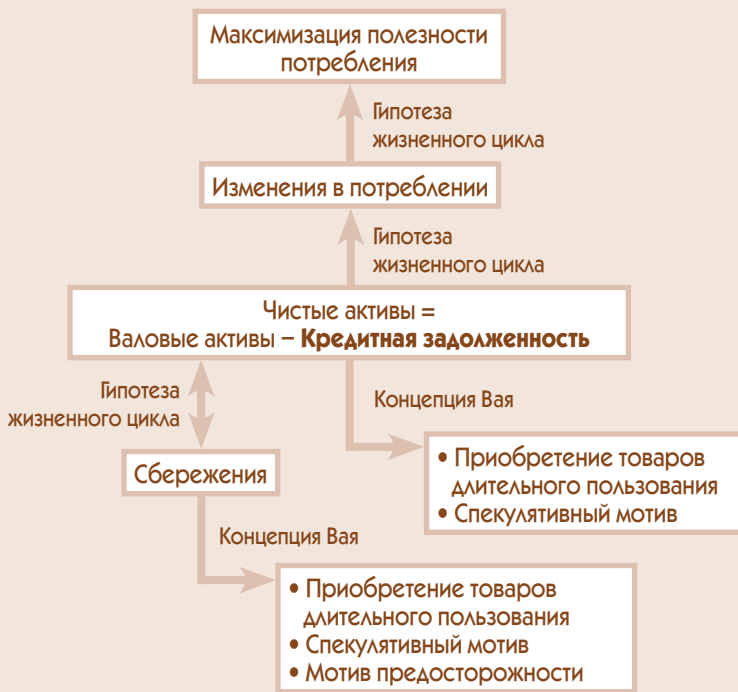 Максимизация полезности
потребления
Гипотеза
жизненного цикла
Изменения в потреблении
Гипотеза
жизненного цикла
Чистые активы =
Валовые активы – Кредитная задолженность
Гипотеза
жизненного цикла
Концепция Вая
Сбережения
• Приобретение товаров
длительного пользования
• Спекулятивный мотив
Концепция Вая
• Приобретение товаров
длительного пользования
• Спекулятивный мотив
• Мотив предосторожности